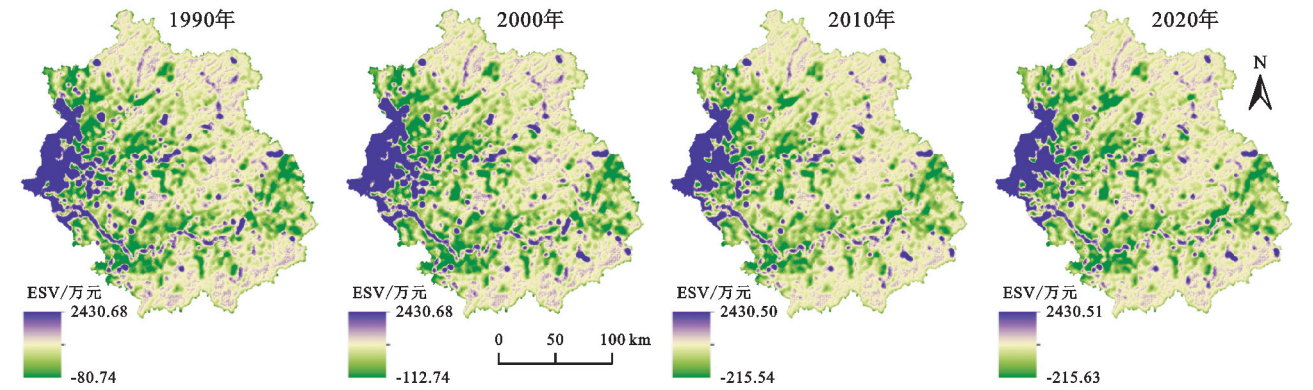 1990年
2000年
2010年
2020年
N
ESV/万元
2430.68
-80.74
ESV/万元
2430.68
-112.74
0 50 100 km
ESV/万元
2430.50
-215.54
ESV/万元
2430.51
-215.63